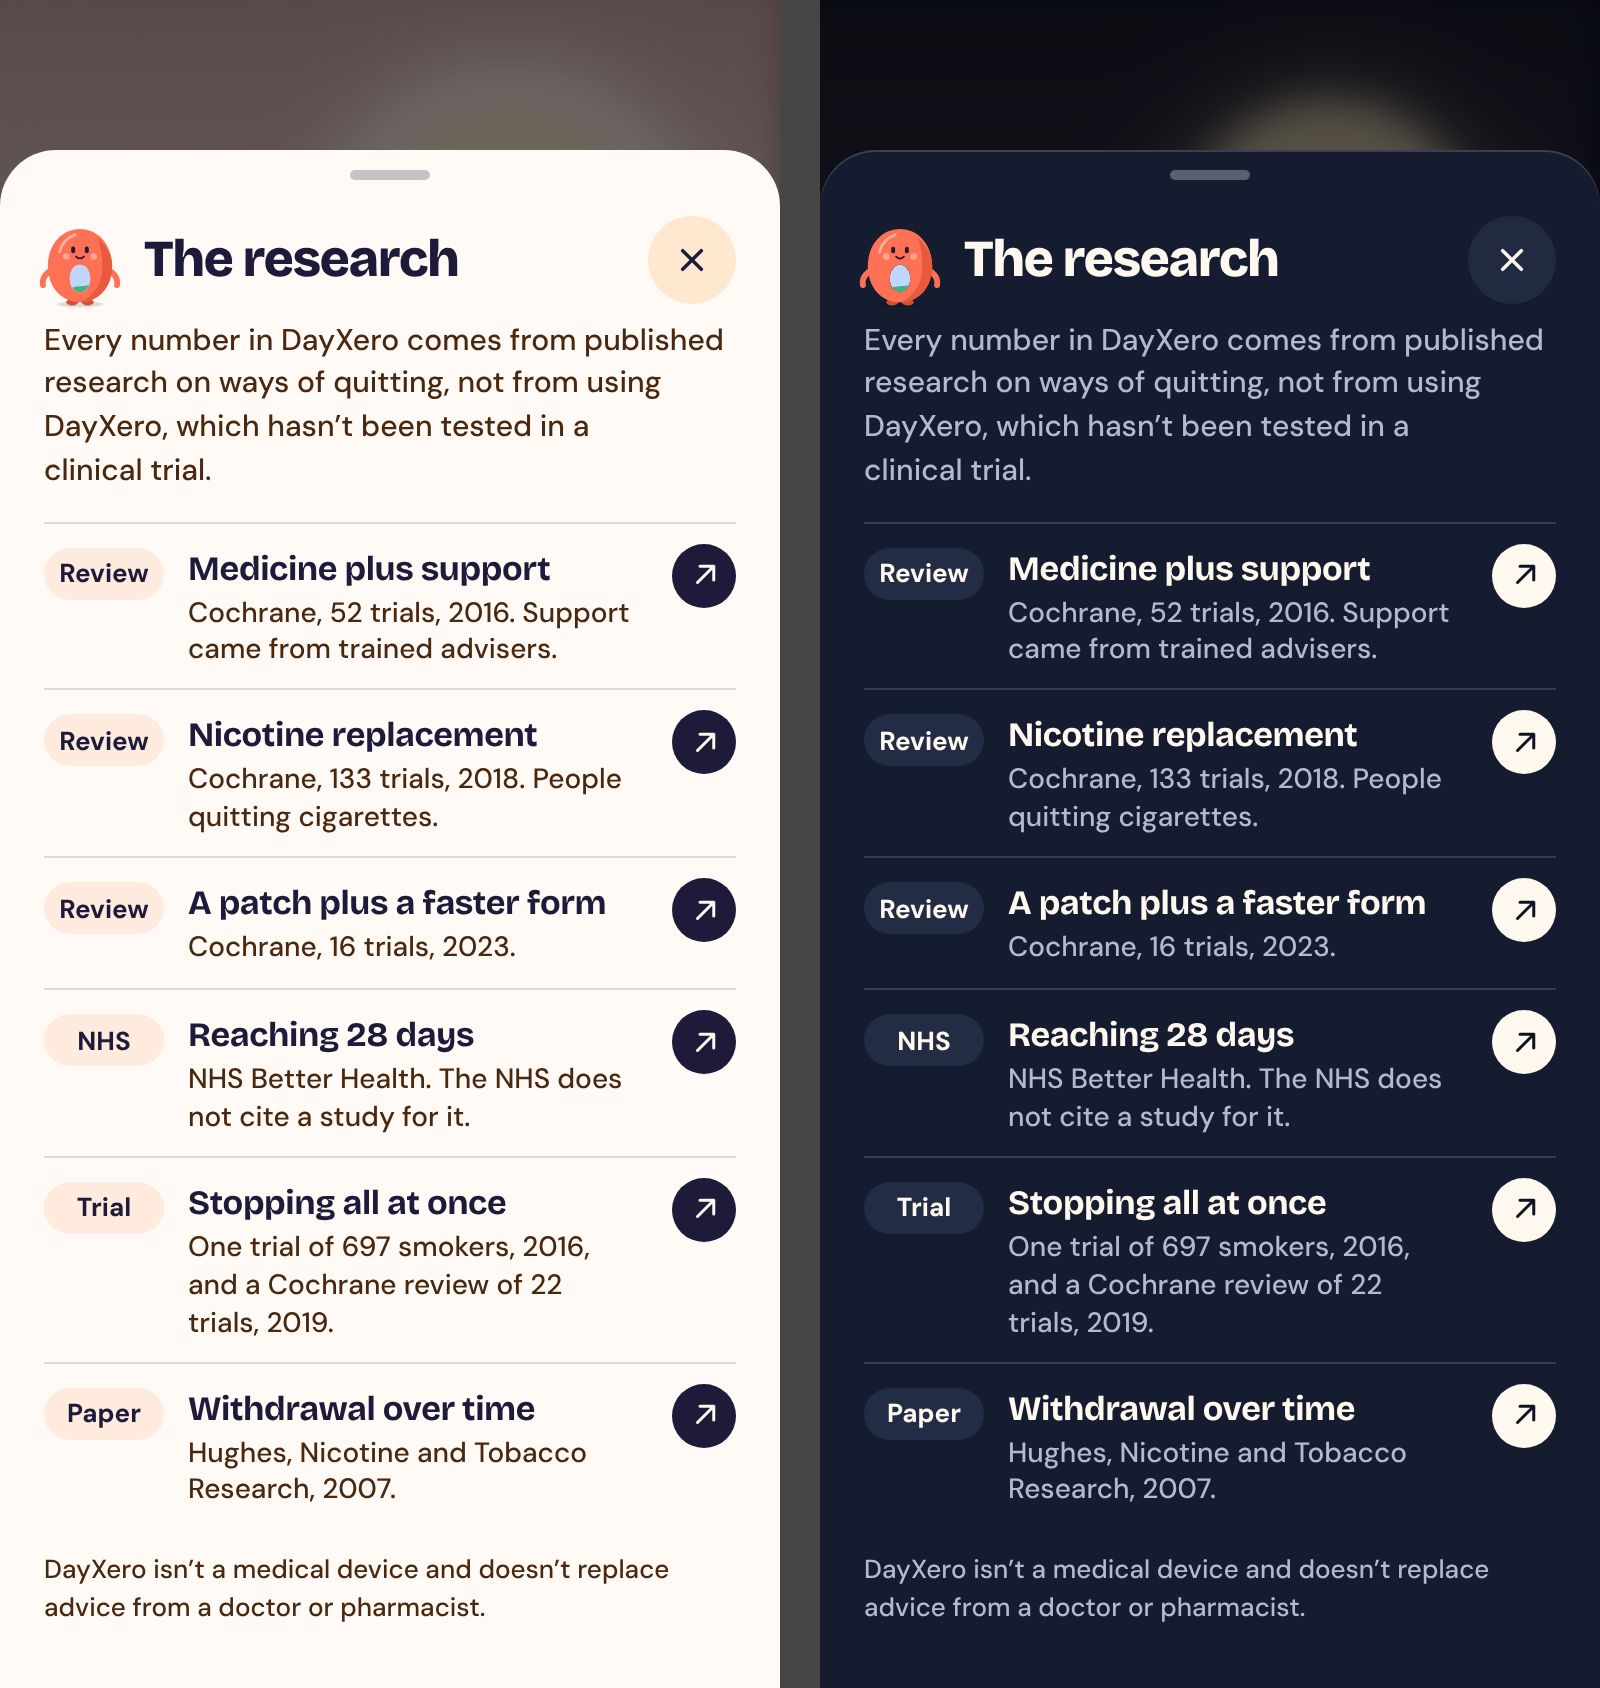 The research
Every number in DayXero comes from published
research on ways of quitting, not from using
DayXero, which hasn’t been tested in a
clinical trial.
Review
Medicine plus support
Cochrane, 52 trials, 2016. Support
came from trained advisers.
Review
Nicotine replacement
Cochrane, 133 trials, 2018. People
quitting cigarettes.
Review
A patch plus a faster form
Cochrane, 16 trials, 2023.
NHS
Reaching 28 days
NHS Better Health. The NHS does
not cite a study for it.
Trial
Stopping all at once
One trial of 697 smokers, 2016,
and a Cochrane review of 22
trials, 2019.
Paper
Withdrawal over time
Hughes, Nicotine and Tobacco
Research, 2007.
DayXero isn’t a medical device and doesn’t replace
advice from a doctor or pharmacist.
The research
Every number in DayXero comes from published
research on ways of quitting, not from using
DayXero, which hasn’t been tested in a
clinical trial.
Review
Medicine plus support
Cochrane, 52 trials, 2016. Support
came from trained advisers.
Review
Nicotine replacement
Cochrane, 133 trials, 2018. People
quitting cigarettes.
Review
A patch plus a faster form
Cochrane, 16 trials, 2023.
NHS
Reaching 28 days
NHS Better Health. The NHS does
not cite a study for it.
Trial
Stopping all at once
One trial of 697 smokers, 2016,
and a Cochrane review of 22
trials, 2019.
Paper
Withdrawal over time
Hughes, Nicotine and Tobacco
Research, 2007.
DayXero isn’t a medical device and doesn’t replace
advice from a doctor or pharmacist.